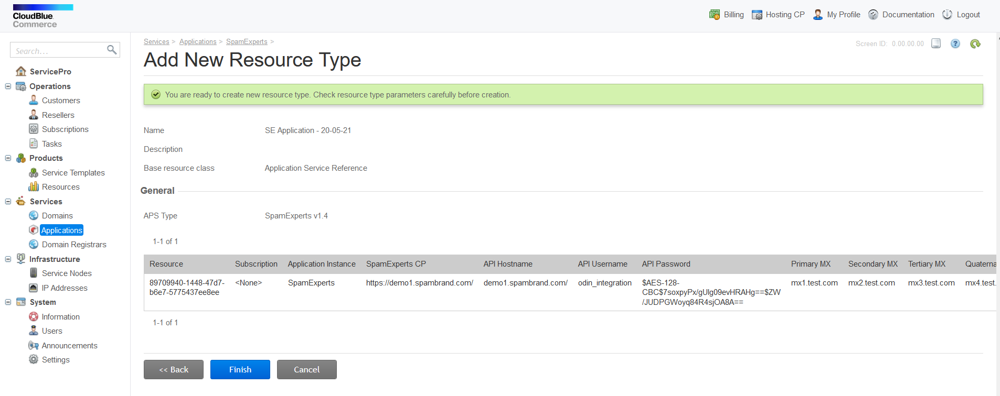 CloudBlue
Commerce
Billing
Hosting CP
My Profile
Documentation
Logout
Search...
ServicePro
Operations
Customers
Resellers
Subscriptions
Tasks
Products
Service Templates
Resources
Services
Domains
Applications
Domain Registrars
Infrastructure
Service Nodes
IP Addresses
System
Information
Users
Announcements
Settings
Services > Applications > SpamExperts >
Screen ID: 0.00.00.00
Add New Resource Type
You are ready to create new resource type. Check resource type parameters carefully before creation.
Name SE Application - 20-05-21
Description
Base resource class Application Service Reference
General
APS Type SpamExperts v1.4
1-1 of 1
Resource Subscription Application Instance SpamExperts CP API Hostname API Username API Password Primary MX Secondary MX Tertiary MX Quaterna
89709940-1448-47d7- <None> SpamExperts https://demo1.spambrand.com/ demo1.spambrand.com/ odin_integration $AES-128- mx1.test.com mx2.test.com mx3.test.com mx4.test.
b6e7-5775437ee8ee CBC$7soxpyPx/gUlg09evHRAHg==$ZW
/JUDPGWoyq84R4sjOA8A==
1-1 of 1
<< Back
Finish
Cancel